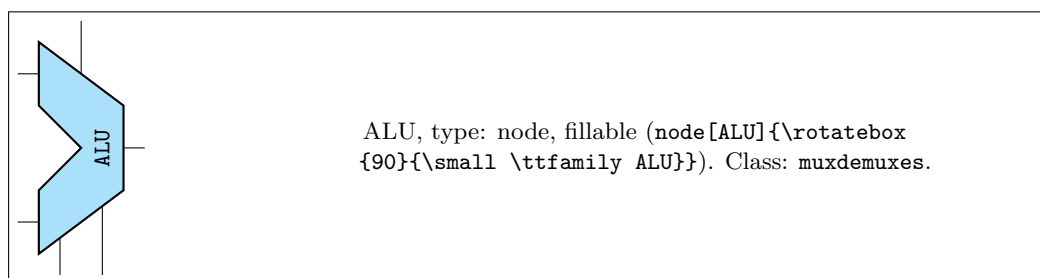 ALU
ALU, type: node, fillable (node[ALU]{\rotatebox
{90}{\small \ttfamily ALU}}). Class: muxdemuxes.